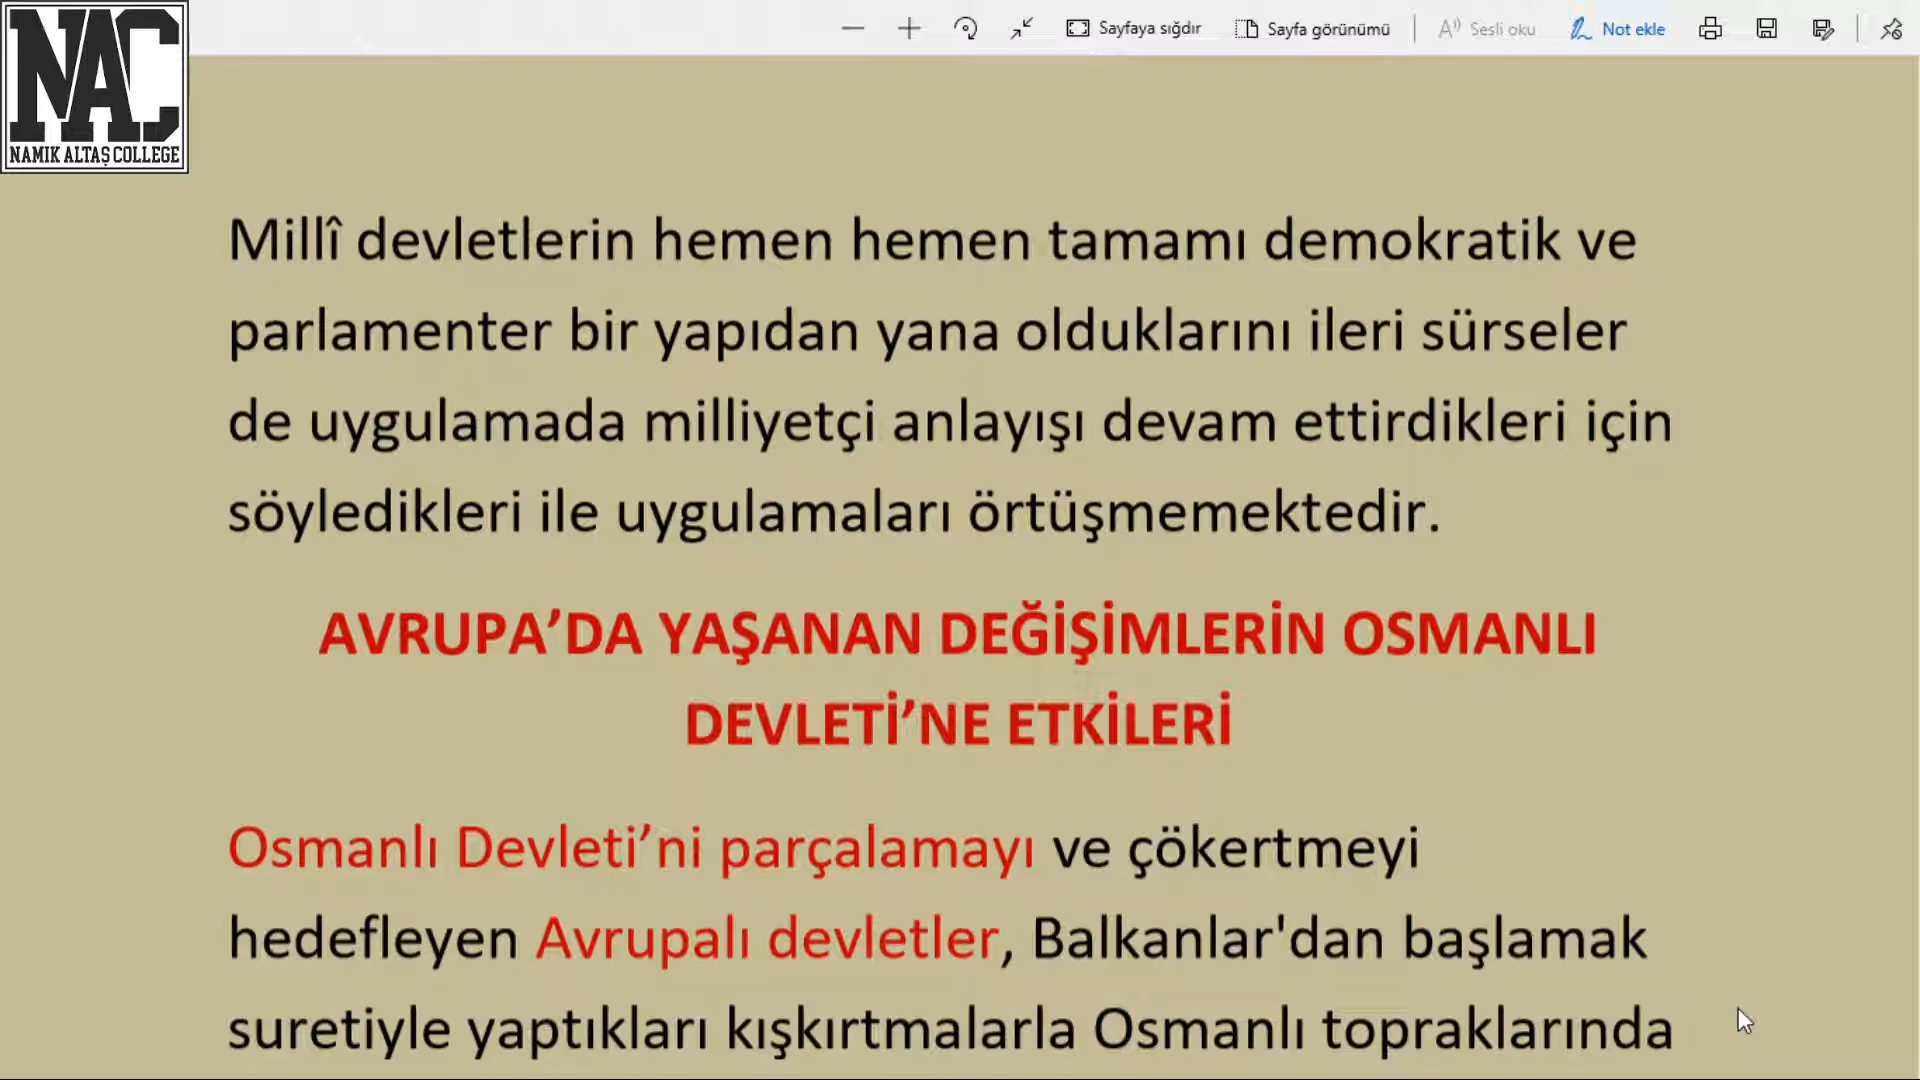 NAC
NAMIK ALTAŞ COLLEGE
Sayfaya sığdır
Sayfa görünümü
Sesli oku
Not ekle
Millî devletlerin hemen hemen tamamı demokratik ve
parlamenter bir yapıdan yana olduklarını ileri sürseler
de uygulamada milliyetçi anlayışı devam ettirdikleri için
söyledikleri ile uygulamaları örtüşmemektedir.
AVRUPA’DA YAŞANAN DEĞİŞİMLERİN OSMANLI
DEVLETİ’NE ETKİLERİ
Osmanlı Devleti’ni parçalamayı ve çökertmeyi
hedefleyen Avrupalı devletler, Balkanlar'dan başlamak
suretiyle yaptıkları kışkırtmalarla Osmanlı topraklarında